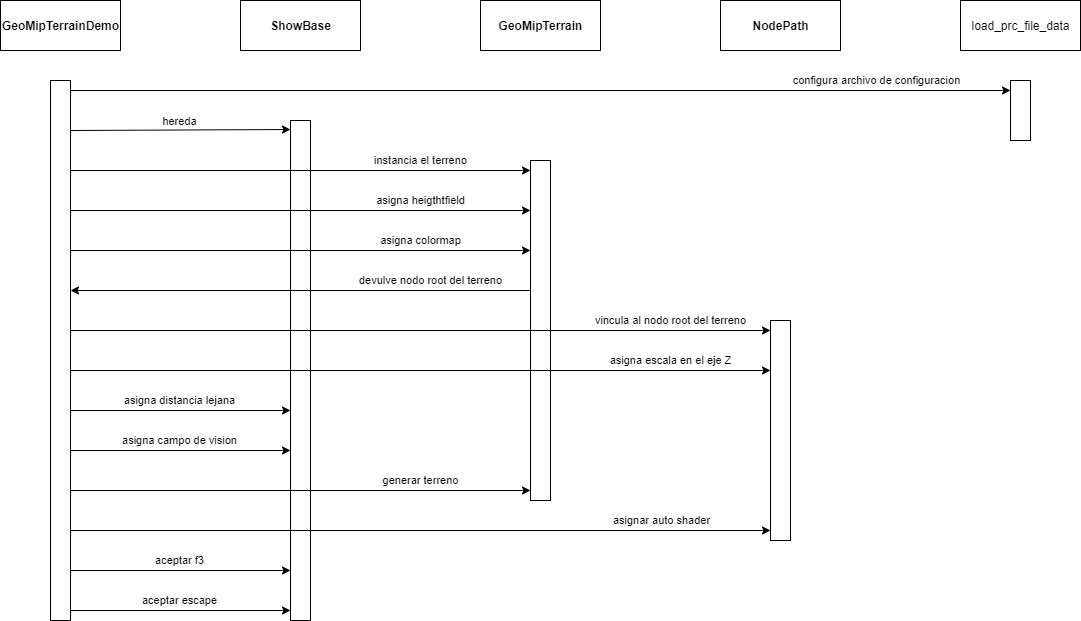 GeoMipTerrainDemo
ShowBase
GeoMipTerrain
NodePath
load_prc_file_data
configura archivo de configuracion
hereda
instancia el terreno
asigna heigthtfield
asigna colormap
devulve nodo root del terreno
vincula al nodo root del terreno
asigna escala en el eje Z
asigna distancia lejana
asigna campo de vision
generar terreno
asignar auto shader
aceptar f3
aceptar escape